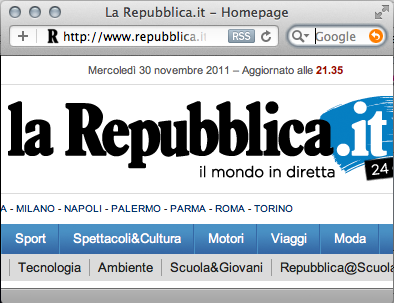 La Repubblica.it – Homepage
http://www.repubblica.it RSS Google
Mercoledì 30 novembre 2011 – Aggiornato alle 21.35
la Repubblica.it
il mondo in diretta 24
A - MILANO - NAPOLI - PALERMO - PARMA - ROMA - TORINO
Sport Spettacoli&Cultura Motori Viaggi Moda
Tecnologia Ambiente Scuola&Giovani Repubblica@Scuola